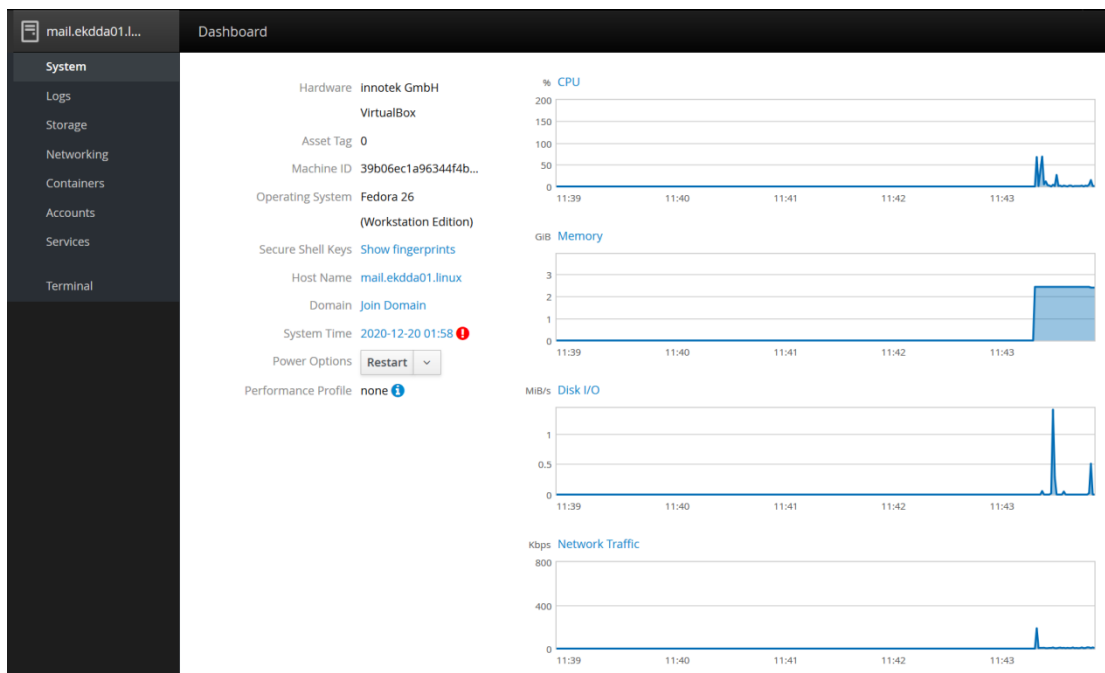 mail.ekdda01.l...
Dashboard
System
Logs
Storage
Networking
Containers
Accounts
Services
Terminal
Hardware innotek GmbH
VirtualBox
Asset Tag 0
Machine ID 39b06ec1a96344f4b...
Operating System Fedora 26
(Workstation Edition)
Secure Shell Keys Show fingerprints
Host Name mail.ekdda01.linux
Domain Join Domain
System Time 2020-12-20 01:58
Power Options Restart
Performance Profile none
% CPU
200
150
100
50
0
11:39 11:40 11:41 11:42 11:43
GiB Memory
3
2
1
0
11:39 11:40 11:41 11:42 11:43
MiB/s Disk I/O
1
0.5
0
11:39 11:40 11:41 11:42 11:43
Kbps Network Traffic
800
400
0
11:39 11:40 11:41 11:42 11:43